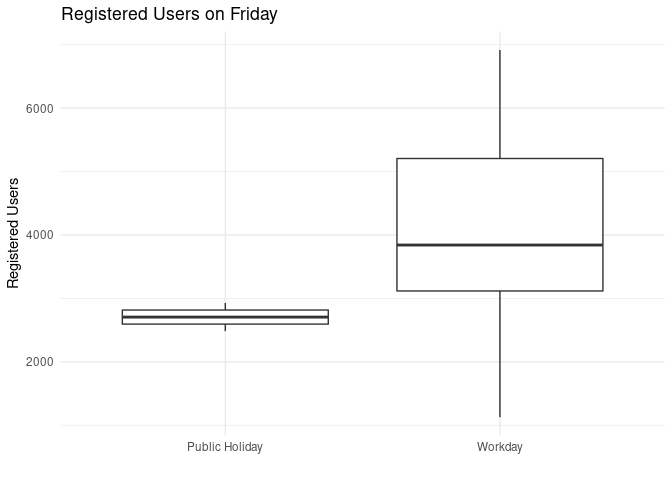 Registered Users on Friday
Registered Users
6000
4000
2000
Public Holiday
Workday